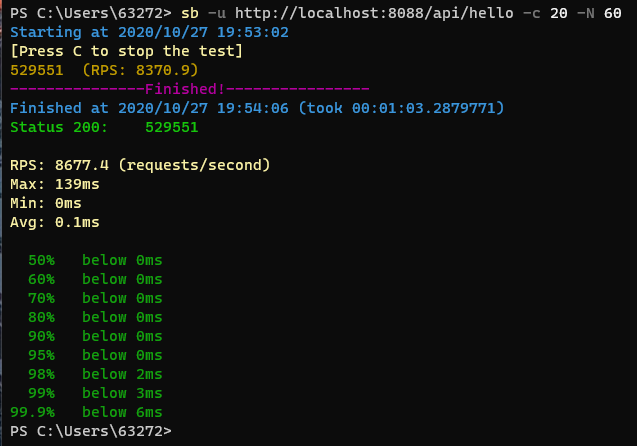 PS C:\Users\63272> sb -u http://localhost:8088/api/hello -c 20 -N 60
Starting at 2020/10/27 19:53:02
[Press C to stop the test]
529551  (RPS: 8370.9)
---------------Finished!----------------
Finished at 2020/10/27 19:54:06 (took 00:01:03.2879771)
Status 200:    529551

RPS: 8677.4 (requests/second)
Max: 139ms
Min: 0ms
Avg: 0.1ms

  50%   below 0ms
  60%   below 0ms
  70%   below 0ms
  80%   below 0ms
  90%   below 0ms
  95%   below 0ms
  98%   below 2ms
  99%   below 3ms
99.9%   below 6ms
PS C:\Users\63272>